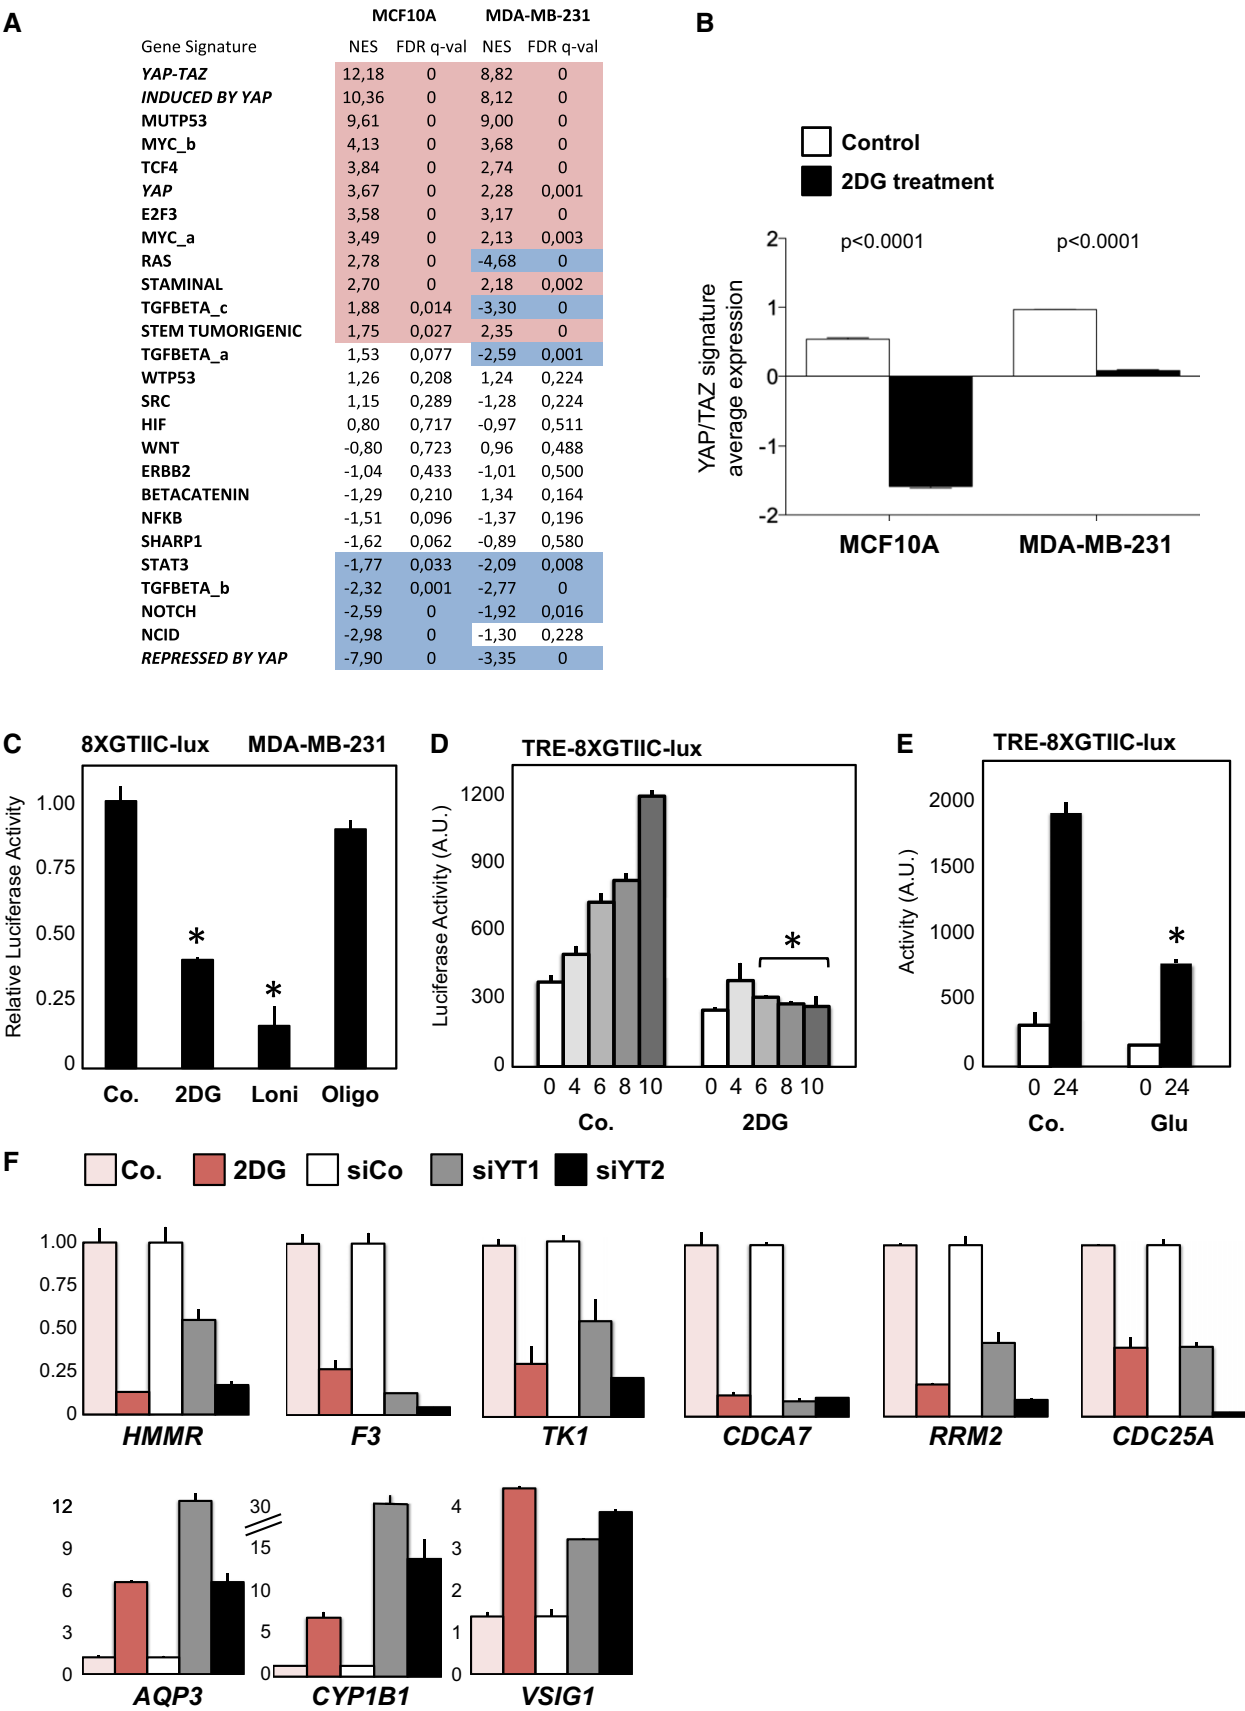 A
MCF10A MDA-MB-231
Gene Signature NES FDR q-val NES FDR q-val
YAP-TAZ 12,18 0 8,82 0
INDUCED BY YAP 10,36 0 8,12 0
MUTP53 9,61 0 9,00 0
MYC_b 4,13 0 3,68 0
TCF4 3,84 0 2,74 0
YAP 3,67 0 2,28 0,001
E2F3 3,58 0 3,17 0
MYC_a 3,49 0 2,13 0,003
RAS 2,78 0 -4,68 0
STAMINAL 2,70 0 2,18 0,002
TGFBETA_c 1,88 0,014 -3,30 0
STEM TUMORIGENIC 1,75 0,027 2,35 0
TGFBETA_a 1,53 0,077 -2,59 0,001
WTP53 1,26 0,208 1,24 0,224
SRC 1,15 0,289 -1,28 0,224
HIF 0,80 0,717 -0,97 0,511
WNT -0,80 0,723 0,96 0,488
ERBB2 -1,04 0,433 -1,01 0,500
BETACATENIN -1,29 0,210 1,34 0,164
NFKB -1,51 0,096 -1,37 0,196
SHARP1 -1,62 0,062 -0,89 0,580
STAT3 -1,77 0,033 -2,09 0,008
TGFBETA_b -2,32 0,001 -2,77 0
NOTCH -2,59 0 -1,92 0,016
NCID -2,98 0 -1,30 0,228
REPRESSED BY YAP -7,90 0 -3,35 0
B
Control
2DG treatment
YAP/TAZ signature
average expression
2
1
0
-1
-2
p<0.0001 p<0.0001
MCF10A MDA-MB-231
C
8XGTIIC-lux MDA-MB-231
Relative Luciferase Activity
1.00
0.75
0.50
0.25
0
* *
Co. 2DG Loni Oligo
D
TRE-8XGTIIC-lux
Luciferase Activity (A.U.)
1200
900
600
300
0
*
0 4 6 8 10 0 4 6 8 10
Co. 2DG
E
TRE-8XGTIIC-lux
Activity (A.U.)
2000
1500
1000
500
0
*
0 24 0 24
Co. Glu
F
Co. 2DG siCo siYT1 siYT2
1.00
0.75
0.50
0.25
0
HMMR F3 TK1 CDCA7 RRM2 CDC25A
12
9
6
3
0
30
15
10
5
0
4
3
2
1
0
AQP3 CYP1B1 VSIG1